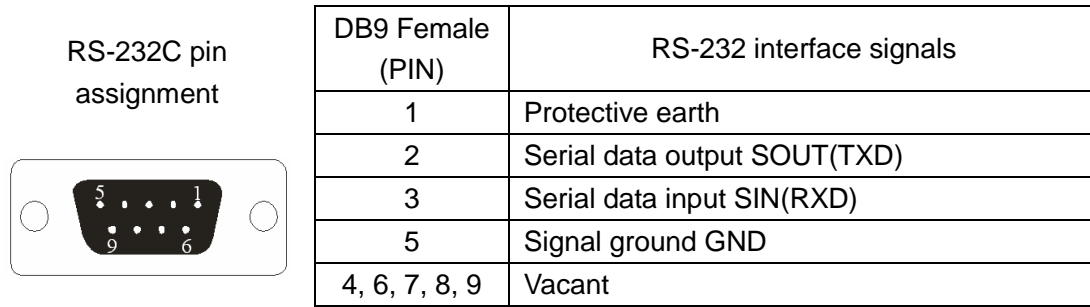 RS-232C pin
assignment
5 1
9 6
DB9 Female
(PIN)
RS-232 interface signals
1 Protective earth
2 Serial data output SOUT(TXD)
3 Serial data input SIN(RXD)
5 Signal ground GND
4, 6, 7, 8, 9 Vacant